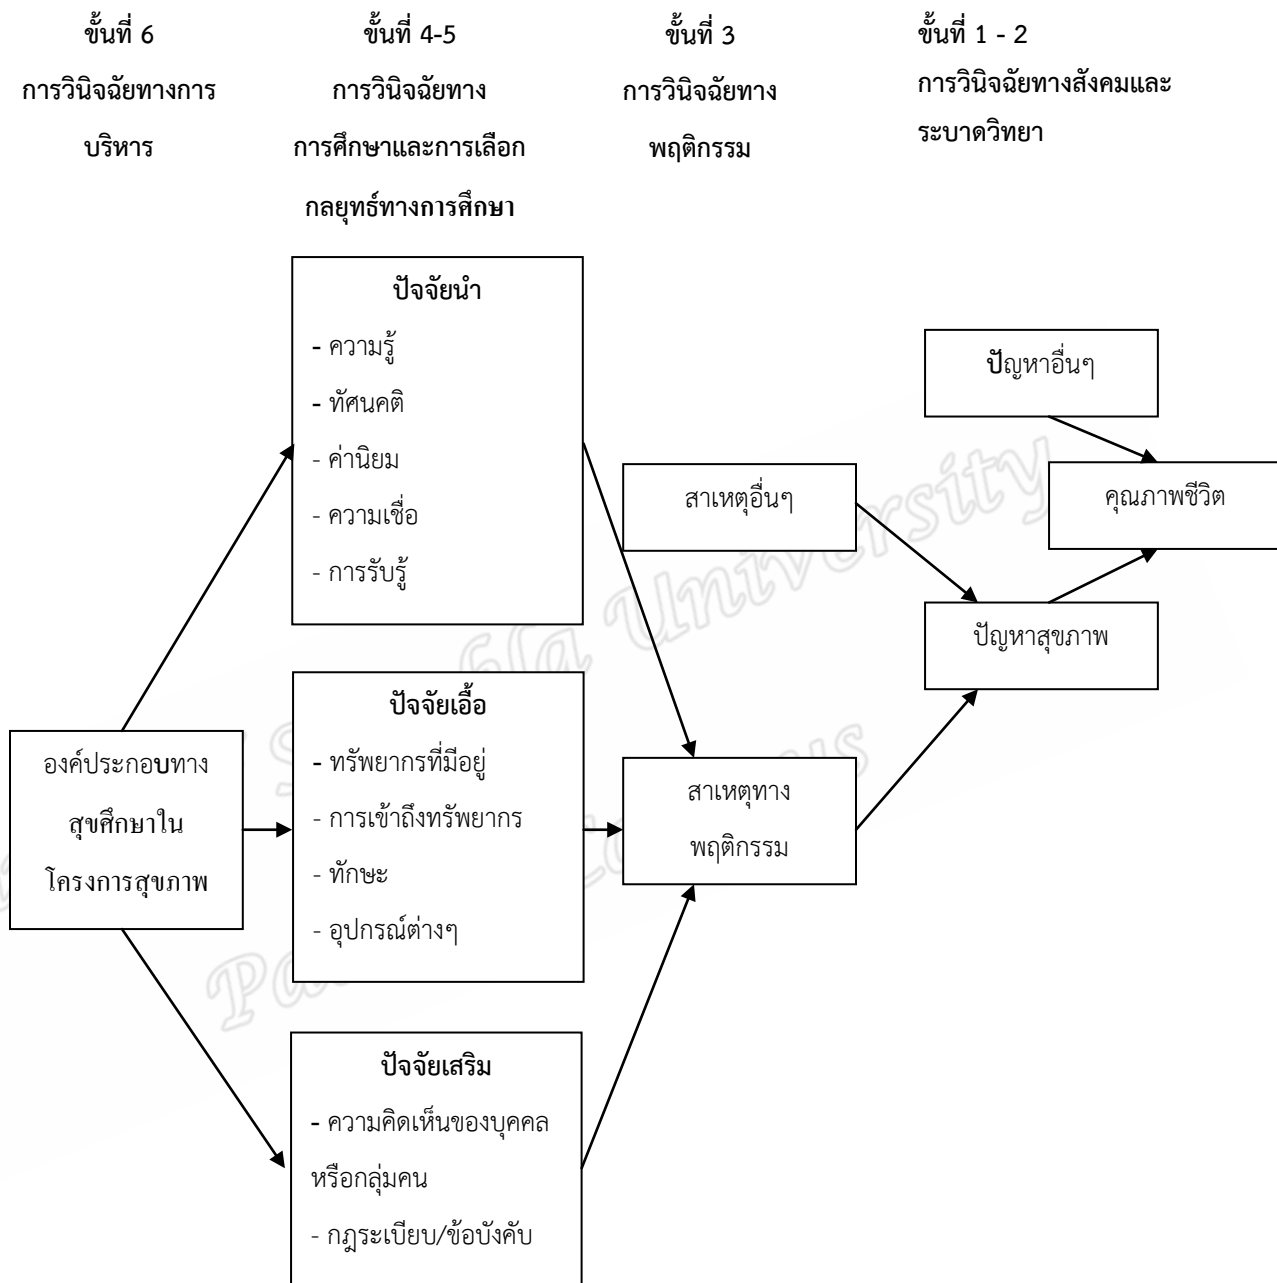 ขั้นที่ 6
การวินิจฉัยทางการ
บริหาร
ขั้นที่ 4-5
การวินิจฉัยทาง
การศึกษาและการเลือก
กลยุทธ์ทางการศึกษา
ขั้นที่ 3
การวินิจฉัยทาง
พฤติกรรม
ขั้นที่ 1 - 2
การวินิจฉัยทางสังคมและ
ระบาดวิทยา
องค์ประกอบทาง
สุขศึกษาใน
โครงการสุขภาพ
ปัจจัยนำ
- ความรู้
- ทัศนคติ
- ค่านิยม
- ความเชื่อ
- การรับรู้
ปัจจัยเอื้อ
- ทรัพยากรที่มีอยู่
- การเข้าถึงทรัพยากร
- ทักษะ
- อุปกรณ์ต่างๆ
ปัจจัยเสริม
- ความคิดเห็นของบุคคล
หรือกลุ่มคน
- กฎระเบียบ/ข้อบังคับ
สาเหตุอื่นๆ
สาเหตุทาง
พฤติกรรม
ปัญหาอื่นๆ
คุณภาพชีวิต
ปัญหาสุขภาพ
University